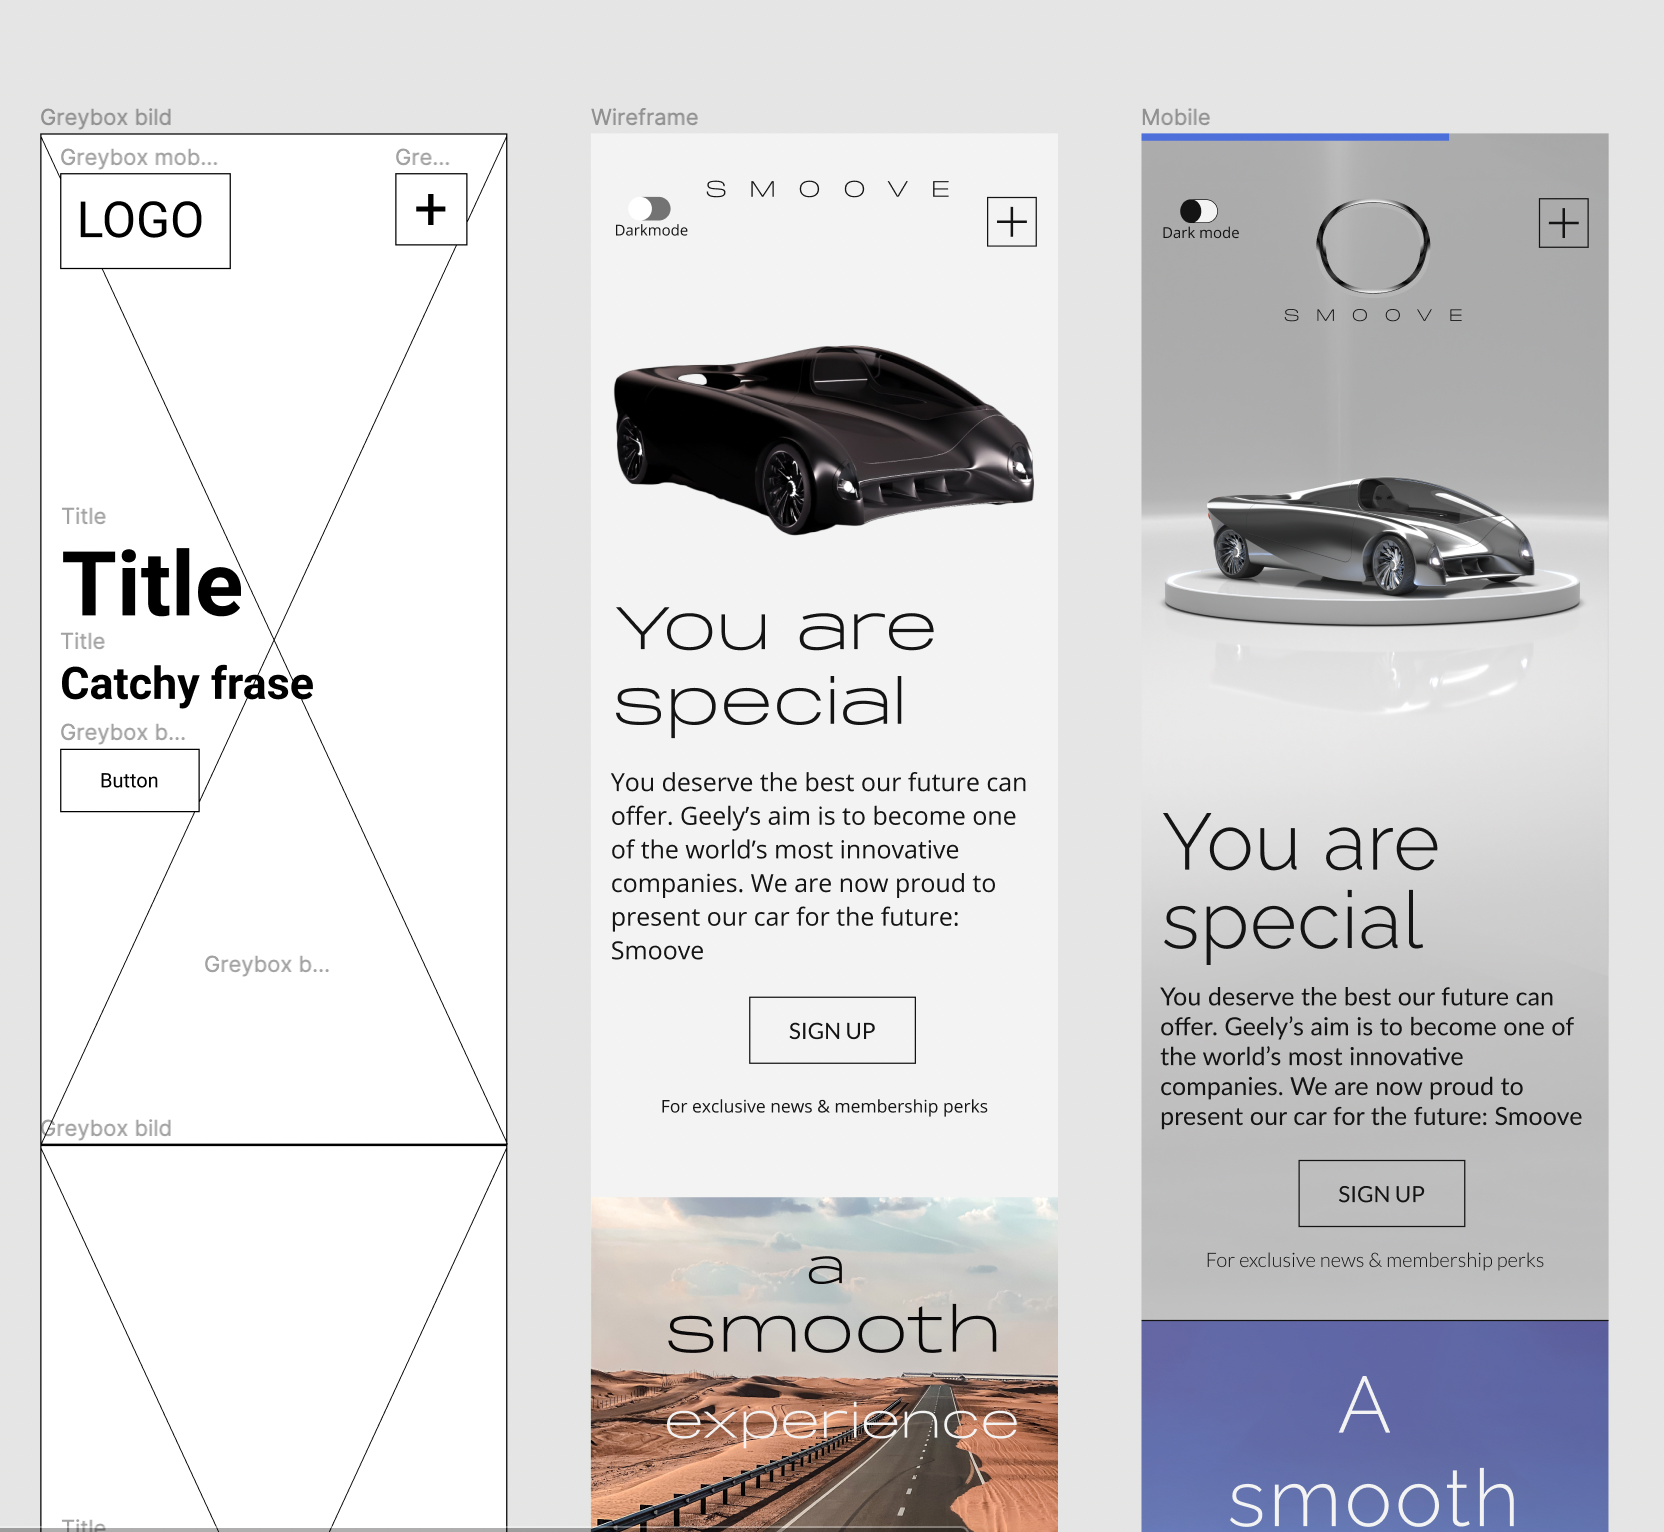 Greybox bild
Greybox mob...
Gre...
LOGO
+
Title
Title
Title
Catchy frase
Greybox b...
Button
Greybox b...
Greybox bild
Title
Wireframe
SMOOVE
Darkmode
You are
special
You deserve the best our future can
offer. Geely’s aim is to become one
of the world’s most innovative
companies. We are now proud to
present our car for the future:
Smoove
SIGN UP
For exclusive news & membership perks
a
smooth
experience
Mobile
Dark mode
SMOOVE
You are
special
You deserve the best our future can
offer. Geely’s aim is to become one of
the world’s most innovative
companies. We are now proud to
present our car for the future: Smoove
SIGN UP
For exclusive news & membership perks
A
smooth